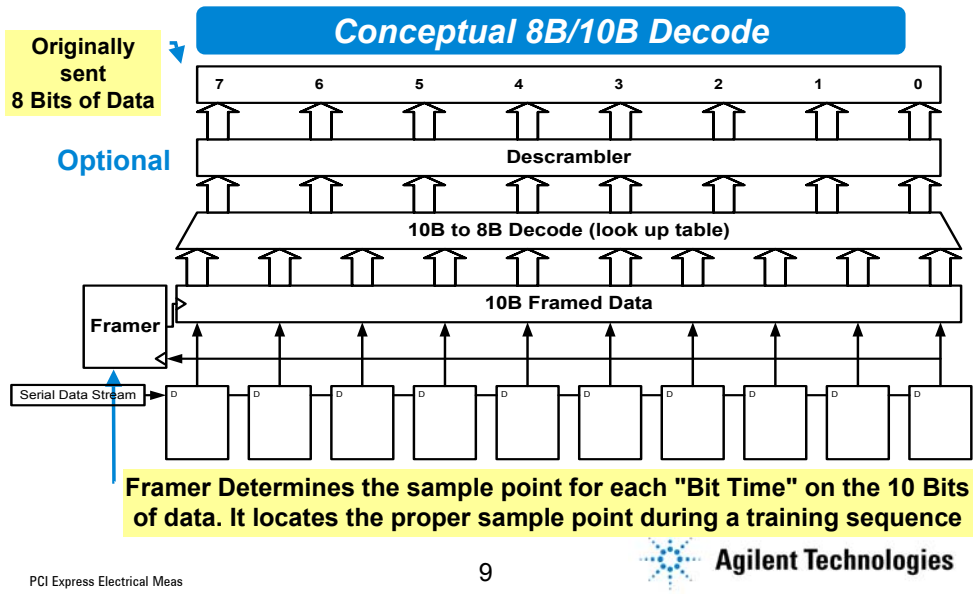 Conceptual 8B/10B Decode
Originally
sent
8 Bits of Data
7 6 5 4 3 2 1 0
Optional
Descrambler
10B to 8B Decode (look up table)
10B Framed Data
Framer
Serial Data Stream
D D D D D D D D D D
Framer Determines the sample point for each "Bit Time" on the 10 Bits
of data. It locates the proper sample point during a training sequence
PCI Express Electrical Meas
9
Agilent Technologies